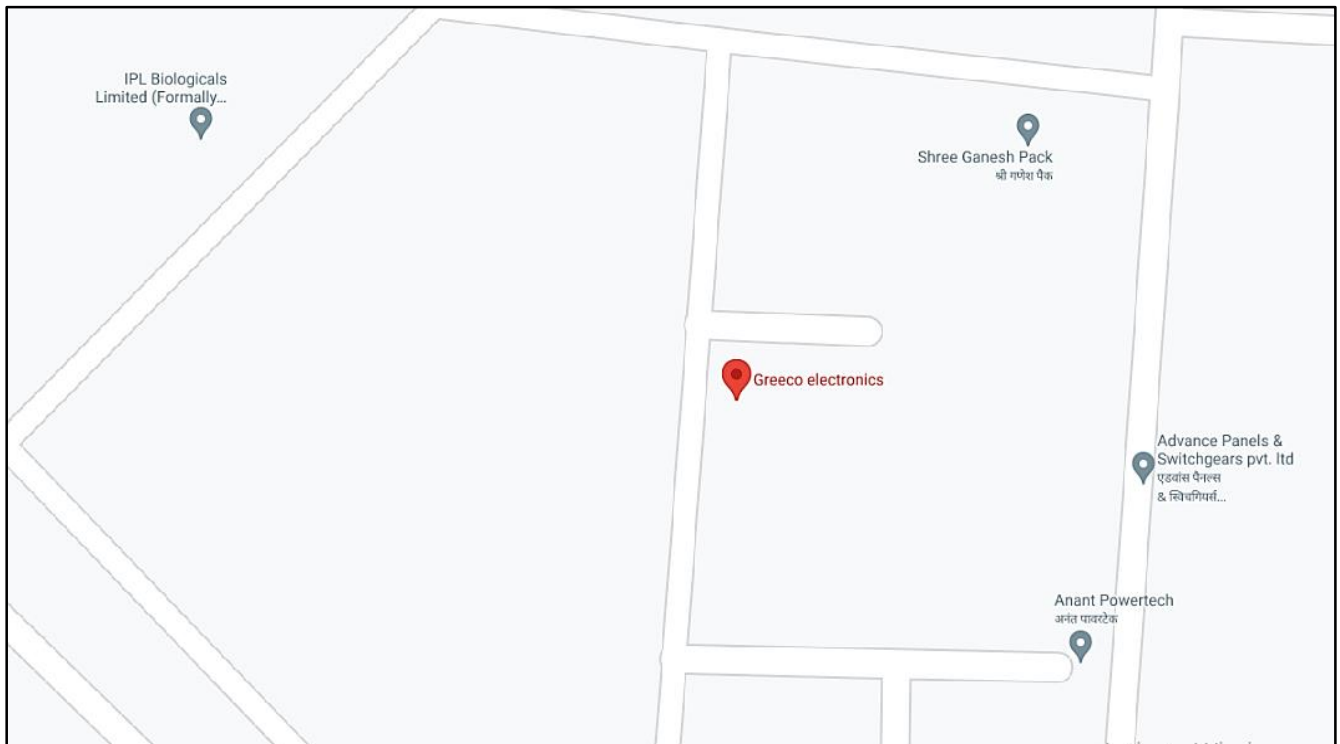 IPL Biologicals
Limited (Formally...
Shree Ganesh Pack
श्री गणेश पैक
Greeco electronics
Advance Panels &
Switchgears pvt. ltd
एडवांस पैनल्स
& स्विचगियर्स...
Anant Powertech
अनंत पावरटेक